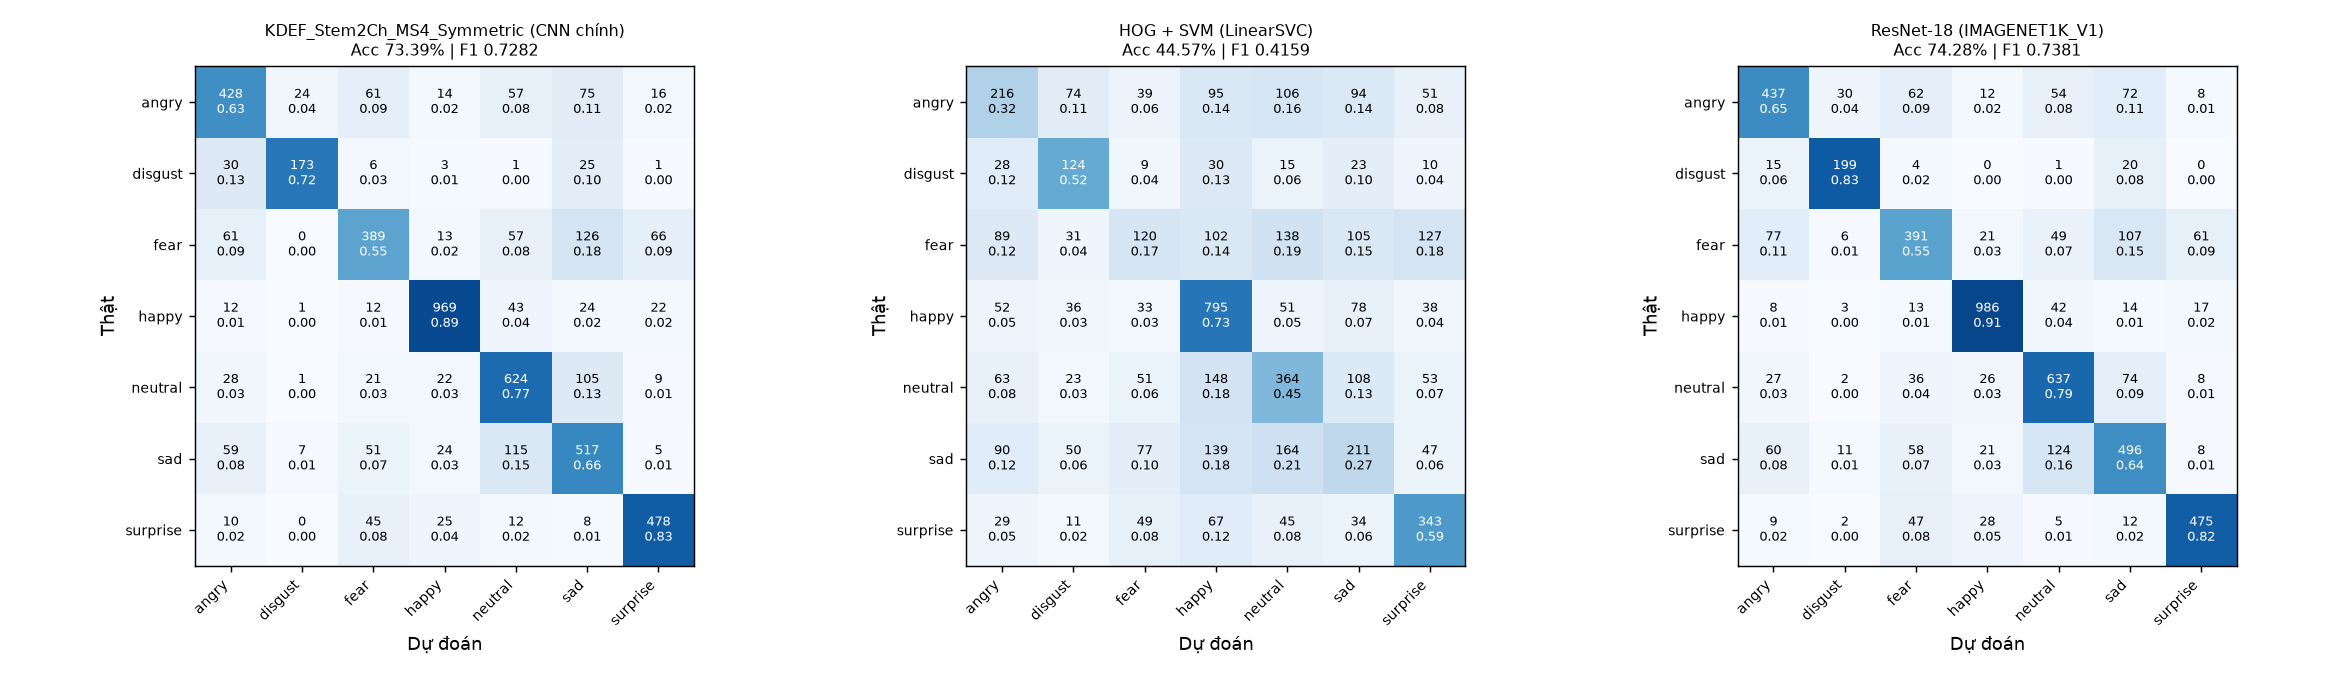 KDEF_Stem2Ch_MS4_Symmetric (CNN chính)
Acc 73.39% | F1 0.7282
angry
428 24 61 14 57 75 16
0.63 0.04 0.09 0.02 0.08 0.11 0.02
disgust
30 173 6 3 1 25 1
0.13 0.72 0.03 0.01 0.00 0.10 0.00
fear
61 0 389 13 57 126 66
0.09 0.00 0.55 0.02 0.08 0.18 0.09
happy
12 1 12 969 43 24 22
0.01 0.00 0.01 0.89 0.04 0.02 0.02
neutral
28 1 21 22 624 105 9
0.03 0.00 0.03 0.03 0.77 0.13 0.01
sad
59 7 51 24 115 517 5
0.08 0.01 0.07 0.03 0.15 0.66 0.01
surprise
10 0 45 25 12 8 478
0.02 0.00 0.08 0.04 0.02 0.01 0.83
Thật
angry disgust fear happy neutral sad surprise
Dự đoán
HOG + SVM (LinearSVC)
Acc 44.57% | F1 0.4159
angry
216 74 39 95 106 94 51
0.32 0.11 0.06 0.14 0.16 0.14 0.08
disgust
28 124 9 30 15 23 10
0.12 0.52 0.04 0.13 0.06 0.10 0.04
fear
89 31 120 102 138 105 127
0.12 0.04 0.17 0.14 0.19 0.15 0.18
happy
52 36 33 795 51 78 38
0.05 0.03 0.03 0.73 0.05 0.07 0.04
neutral
63 23 51 148 364 108 53
0.08 0.03 0.06 0.18 0.45 0.13 0.07
sad
90 50 77 139 164 211 47
0.12 0.06 0.10 0.18 0.21 0.27 0.06
surprise
29 11 49 67 45 34 343
0.05 0.02 0.08 0.12 0.08 0.06 0.59
Thật
angry disgust fear happy neutral sad surprise
Dự đoán
ResNet-18 (IMAGENET1K_V1)
Acc 74.28% | F1 0.7381
angry
437 30 62 12 54 72 8
0.65 0.04 0.09 0.02 0.08 0.11 0.01
disgust
15 199 4 0 1 20 0
0.06 0.83 0.02 0.00 0.00 0.08 0.00
fear
77 6 391 21 49 107 61
0.11 0.01 0.55 0.03 0.07 0.15 0.09
happy
8 3 13 986 42 14 17
0.01 0.00 0.01 0.91 0.04 0.01 0.02
neutral
27 2 36 26 637 74 8
0.03 0.00 0.04 0.03 0.79 0.09 0.01
sad
60 11 58 21 124 496 8
0.08 0.01 0.07 0.03 0.16 0.64 0.01
surprise
9 2 47 28 5 12 475
0.02 0.00 0.08 0.05 0.01 0.02 0.82
Thật
angry disgust fear happy neutral sad surprise
Dự đoán